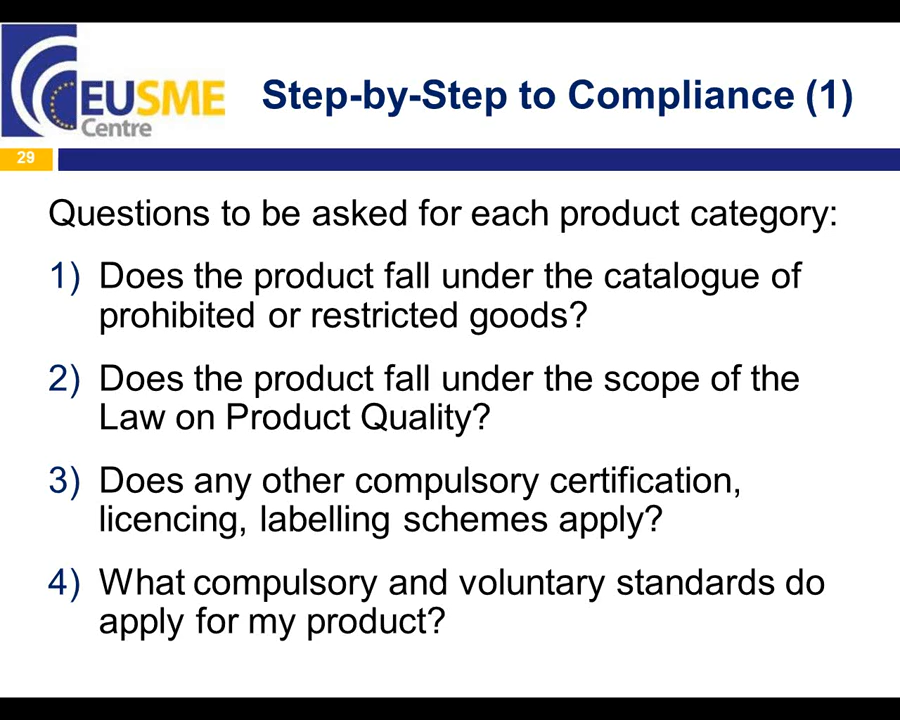 EUSME
Centre
Step-by-Step to Compliance (1)
29
Questions to be asked for each product category:
1) Does the product fall under the catalogue of
prohibited or restricted goods?
2) Does the product fall under the scope of the
Law on Product Quality?
3) Does any other compulsory certification,
licencing, labelling schemes apply?
4) What compulsory and voluntary standards do
apply for my product?